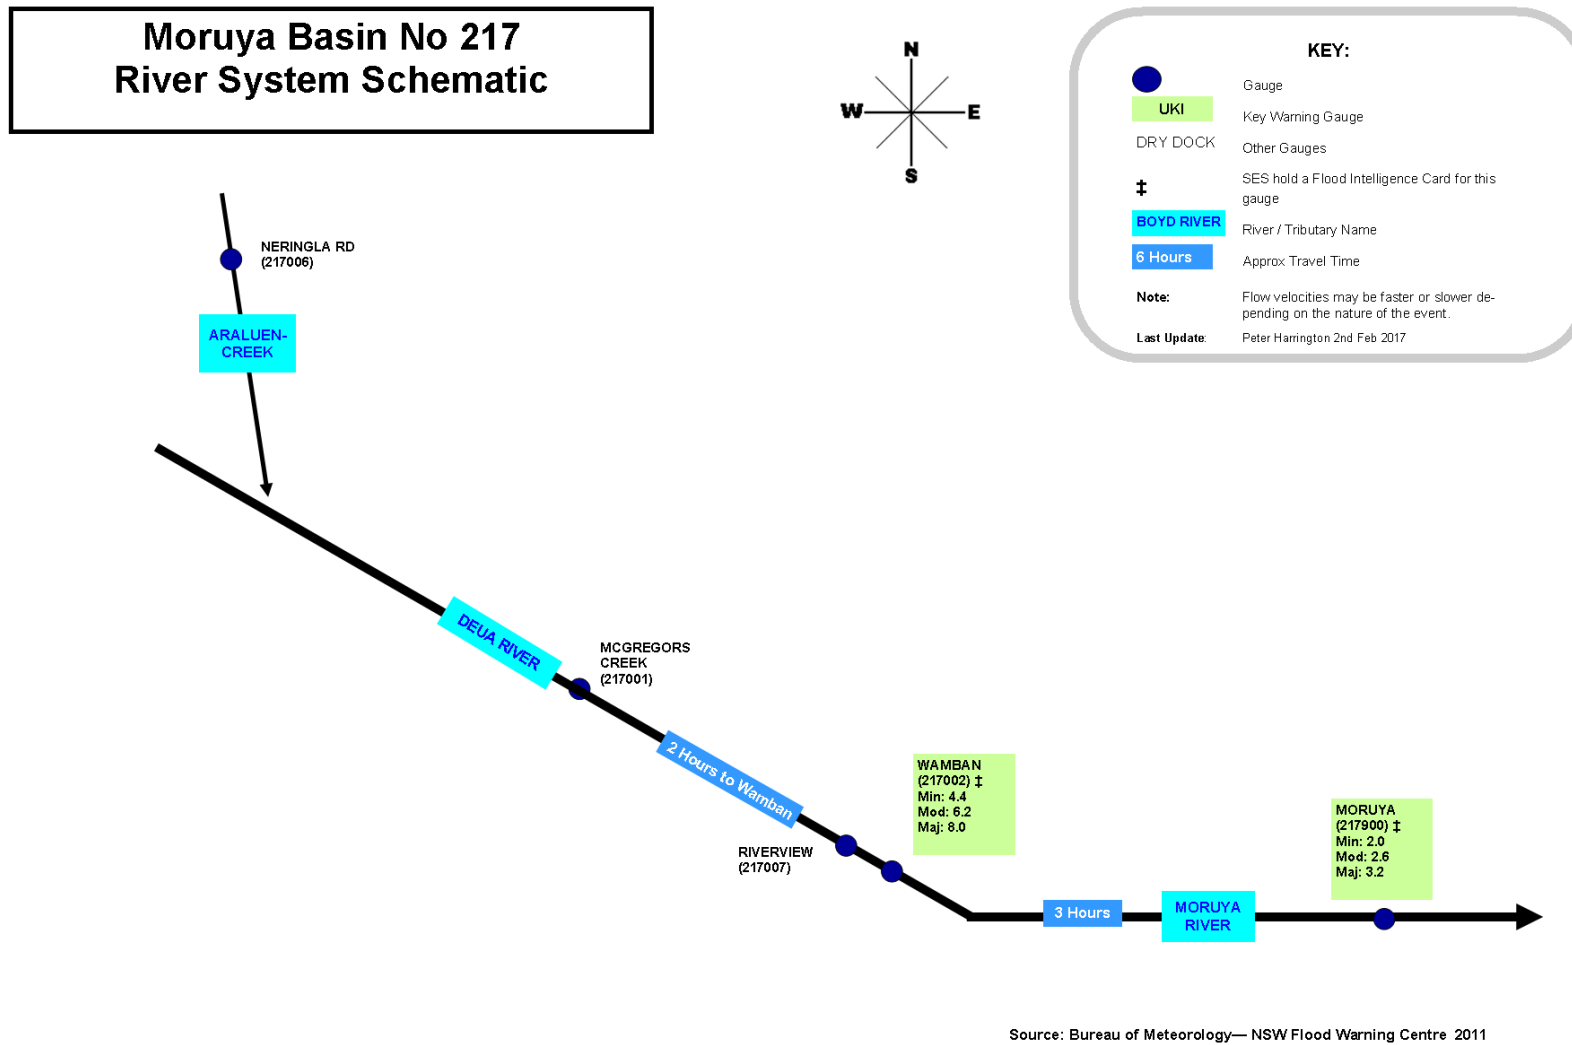 Moruya Basin No 217
River System Schematic
N
W
E
S
KEY:
Gauge
UKI
Key Warning Gauge
DRY DOCK
Other Gauges
‡
SES hold a Flood Intelligence Card for this
gauge
BOYD RIVER
River / Tributary Name
6 Hours
Approx Travel Time
Note:
Flow velocities may be faster or slower de-
pending on the nature of the event.
Last Update:
Peter Harrington 2nd Feb 2017
NERINGLA RD
(217006)
ARALUEN-
CREEK
DEUA RIVER
MCGREGORS
CREEK
(217001)
2 Hours to Wamban
RIVERVIEW
(217007)
WAMBAN
(217002) ‡
Min: 4.4
Mod: 6.2
Maj: 8.0
3 Hours
MORUYA
RIVER
MORUYA
(217900) ‡
Min: 2.0
Mod: 2.6
Maj: 3.2
Source: Bureau of Meteorology— NSW Flood Warning Centre 2011